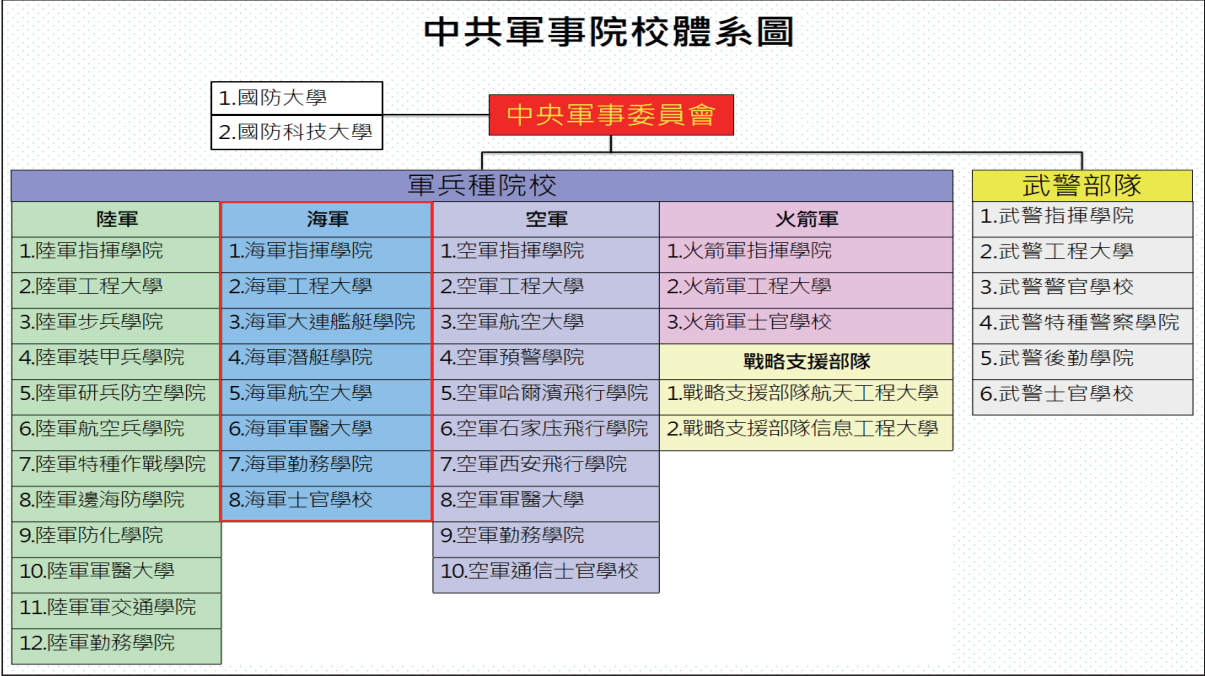 中共軍事院校體系圖
1.國防大學
2.國防科技大學
中央軍事委員會
軍兵種院校
陸軍
1.陸軍指揮學院
2.陸軍工程大學
3.陸軍步兵學院
4.陸軍裝甲兵學院
5.陸軍研兵防空學院
6.陸軍航空兵學院
7.陸軍特種作戰學院
8.陸軍邊海防學院
9.陸軍防化學院
10.陸軍軍醫大學
11.陸軍軍交通學院
12.陸軍勤務學院
海軍
1.海軍指揮學院
2.海軍工程大學
3.海軍大連艦艇學院
4.海軍潛艇學院
5.海軍航空大學
6.海軍軍醫大學
7.海軍勤務學院
8.海軍士官學校
空軍
1.空軍指揮學院
2.空軍工程大學
3.空軍航空大學
4.空軍預警學院
5.空軍哈爾濱飛行學院
6.空軍石家庄飛行學院
7.空軍西安飛行學院
8.空軍軍醫大學
9.空軍勤務學院
10.空軍通信士官學校
火箭軍
1.火箭軍指揮學院
2.火箭軍工程大學
3.火箭軍士官學校
戰略支援部隊
1.戰略支援部隊航天工程大學
2.戰略支援部隊信息工程大學
武警部隊
1.武警指揮學院
2.武警工程大學
3.武警警官學校
4.武警特種警察學院
5.武警後勤學院
6.武警士官學校